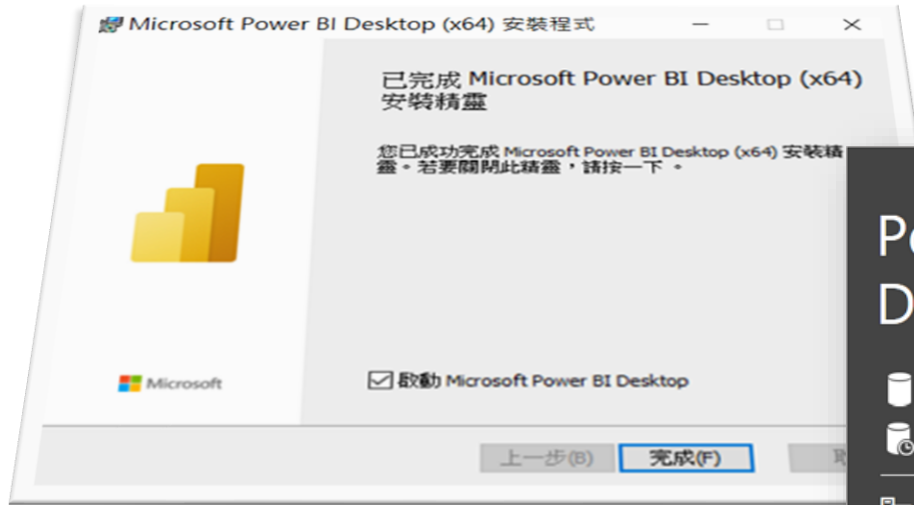 Microsoft Power BI Desktop (x64) 安裝程式
已完成 Microsoft Power BI Desktop (x64)
安裝精靈
您已成功完成 Microsoft Power BI Desktop (x64) 安裝精
靈。若要關閉此精靈,請按一下 。
Microsoft
啟動 Microsoft Power BI Desktop
上一步(B)
完成(F)